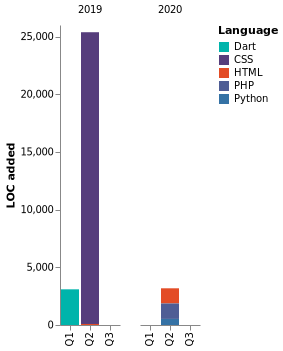 2019
2020
Language
Dart
CSS
HTML
PHP
Python
LOC added
25,000
20,000
15,000
10,000
5,000
0
Q1
Q2
Q3
Q1
Q2
Q3